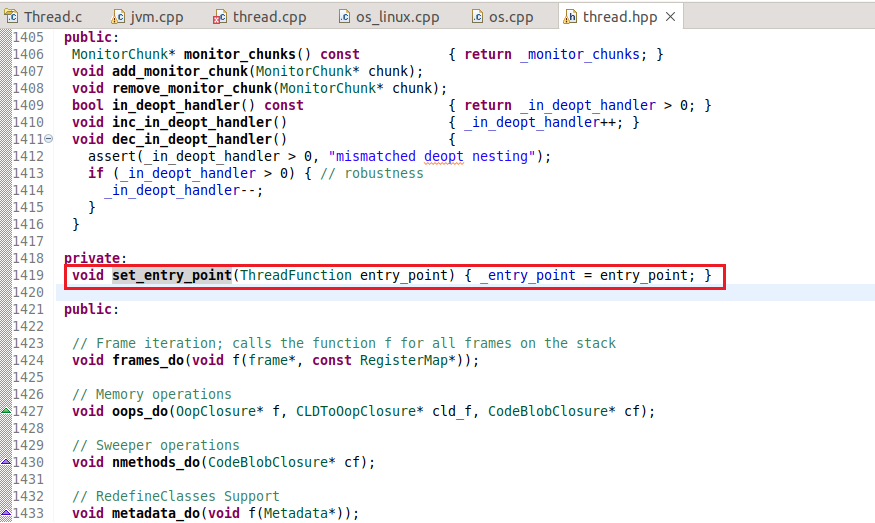 Thread.c jvm.cpp thread.cpp os_linux.cpp os.cpp thread.hpp
1405 public:
1406 MonitorChunk* monitor_chunks() const { return _monitor_chunks; }
1407 void add_monitor_chunk(MonitorChunk* chunk);
1408 void remove_monitor_chunk(MonitorChunk* chunk);
1409 bool in_deopt_handler() const { return _in_deopt_handler > 0; }
1410 void inc_in_deopt_handler() { _in_deopt_handler++; }
1411 void dec_in_deopt_handler() {
1412 assert(_in_deopt_handler > 0, "mismatched deopt nesting");
1413 if (_in_deopt_handler > 0) { // robustness
1414 _in_deopt_handler--;
1415 }
1416 }
1417
1418 private:
1419 void set_entry_point(ThreadFunction entry_point) { _entry_point = entry_point; }
1420
1421 public:
1422
1423 // Frame iteration; calls the function f for all frames on the stack
1424 void frames_do(void f(frame*, const RegisterMap*));
1425
1426 // Memory operations
1427 void oops_do(OopClosure* f, CLDToOopClosure* cld_f, CodeBlobClosure* cf);
1428
1429 // Sweeper operations
1430 void nmethods_do(CodeBlobClosure* cf);
1431
1432 // RedefineClasses Support
1433 void metadata_do(void f(Metadata*));